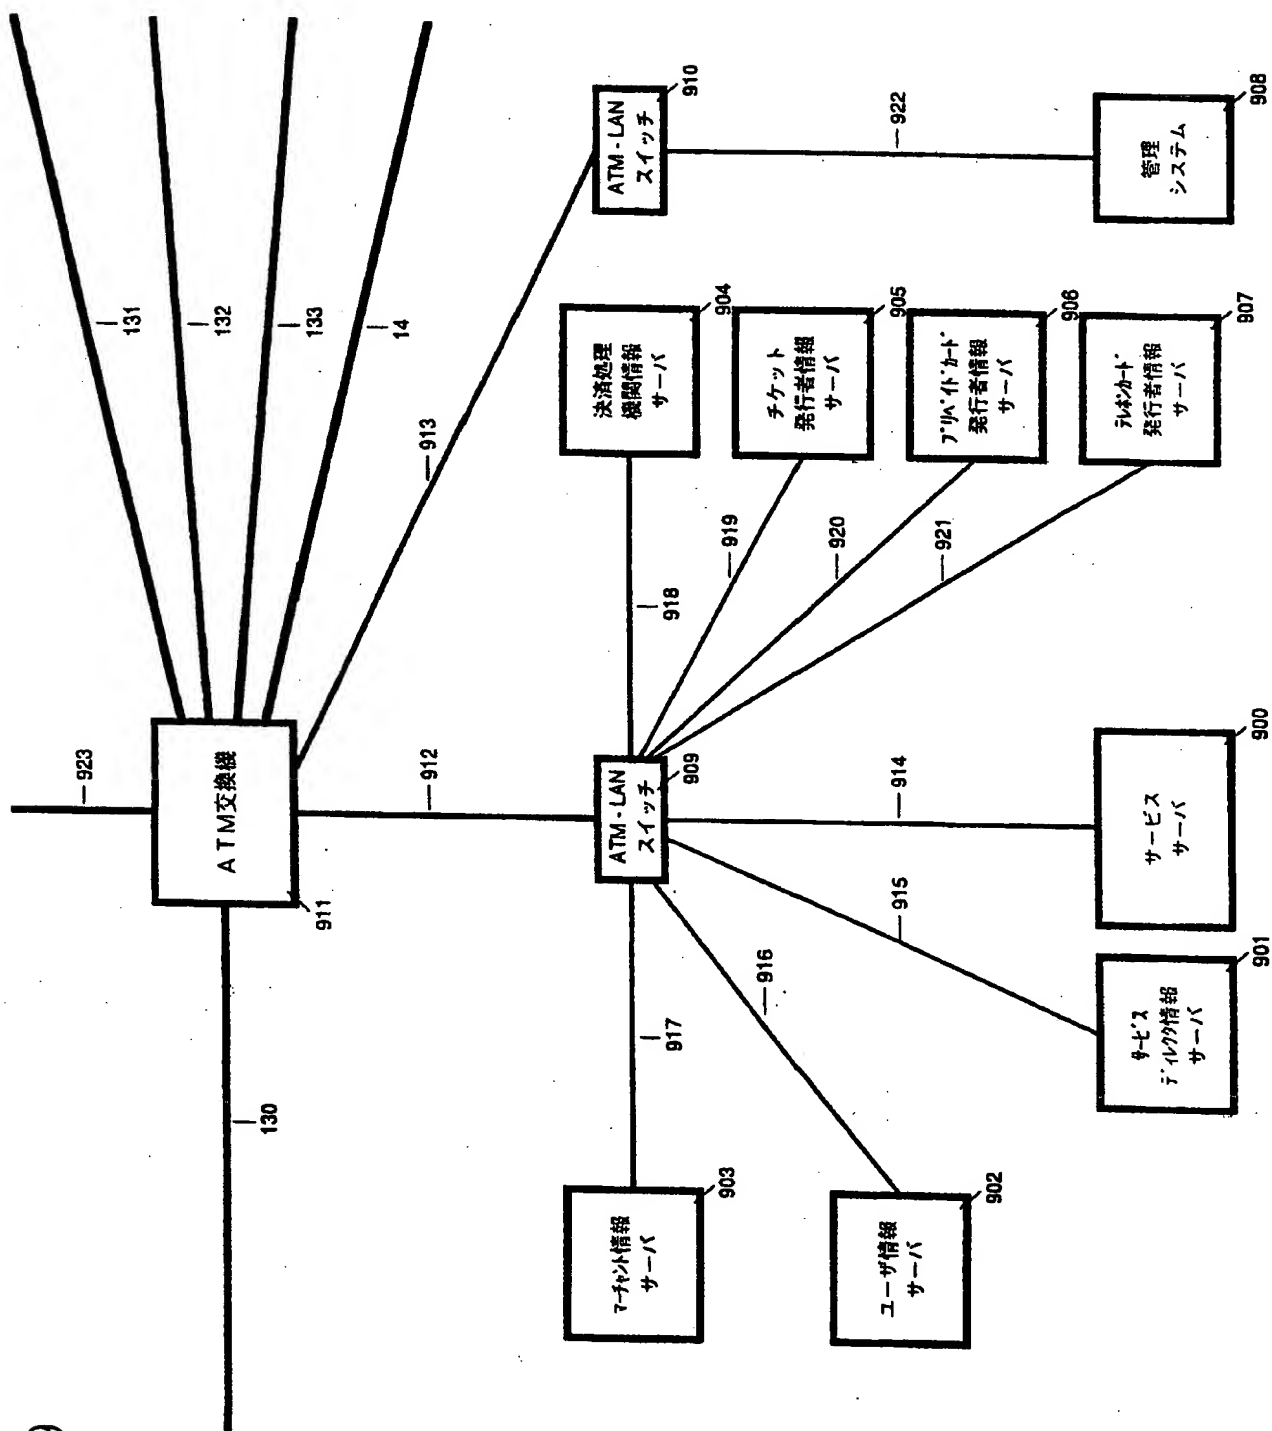 923
131
132
133
14
ATM交換機
911
130
912
913
ATM - LAN
スイッチ
910
922
管理
システム
908
ATM - LAN
スイッチ
909
917
916
915
914
918
919
920
921
決済処理
機関情報
サーバ
904
チケット
発行者情報
サーバ
905
プリペイドカード
発行者情報
サーバ
906
テレホンカード
発行者情報
サーバ
907
マーチャント情報
サーバ
903
ユーザ情報
サーバ
902
サービス
ディレクタ情報
サーバ
901
サービス
サーバ
900